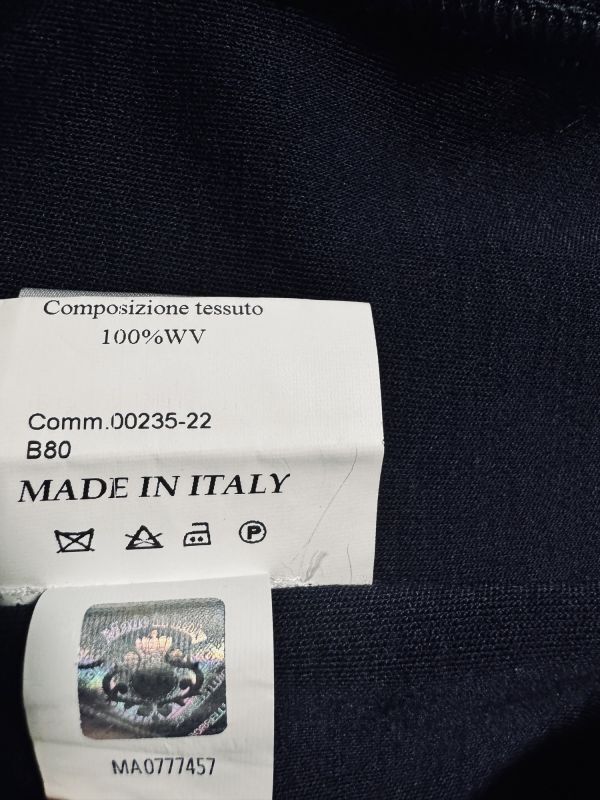 Composizione tessuto
100%WV
Comm.00235-22
B80
MADE IN ITALY
P
MA0777457